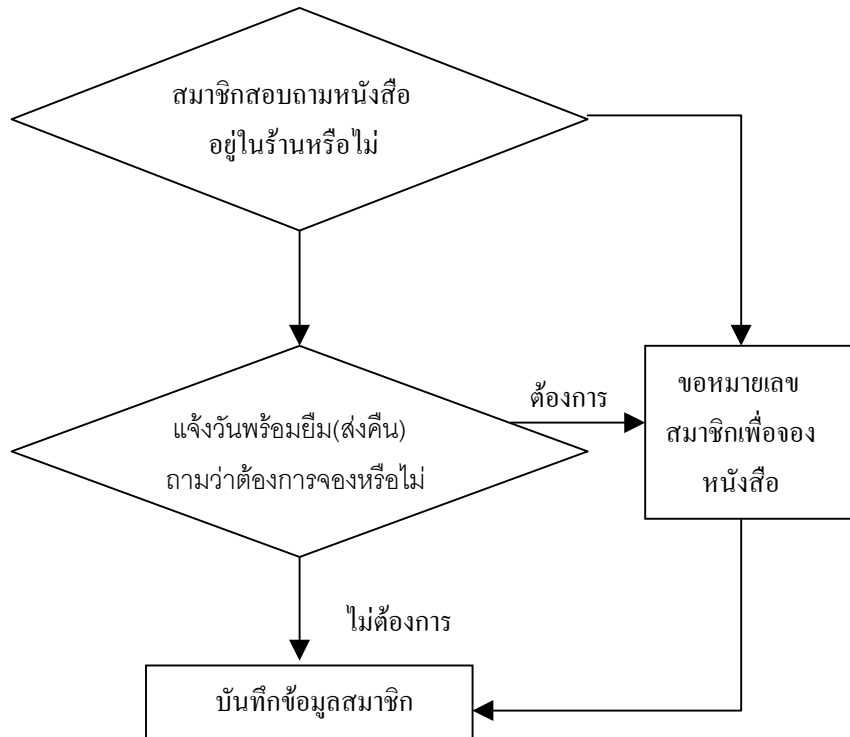 สมาชิกสอบถามหนังสือ
อยู่ในร้านหรือไม่
แจ้งวันพร้อมยืม(ส่งคืน)
ถามว่าต้องการจองหรือไม่
ต้องการ
ขอหมายเลข
สมาชิกเพื่อจอง
หนังสือ
ไม่ต้องการ
บันทึกข้อมูลสมาชิก